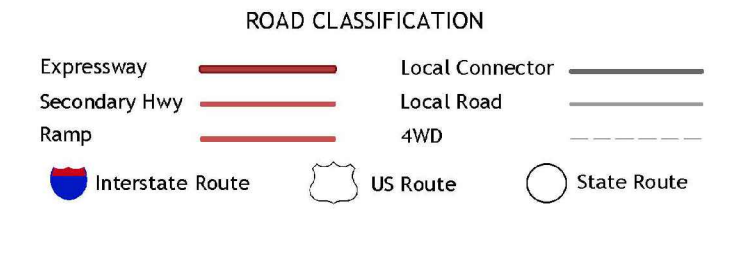 ROAD CLASSIFICATION
Expressway
Local Connector
Secondary Hwy
Local Road
Ramp
4WD
Interstate Route
US Route
State Route